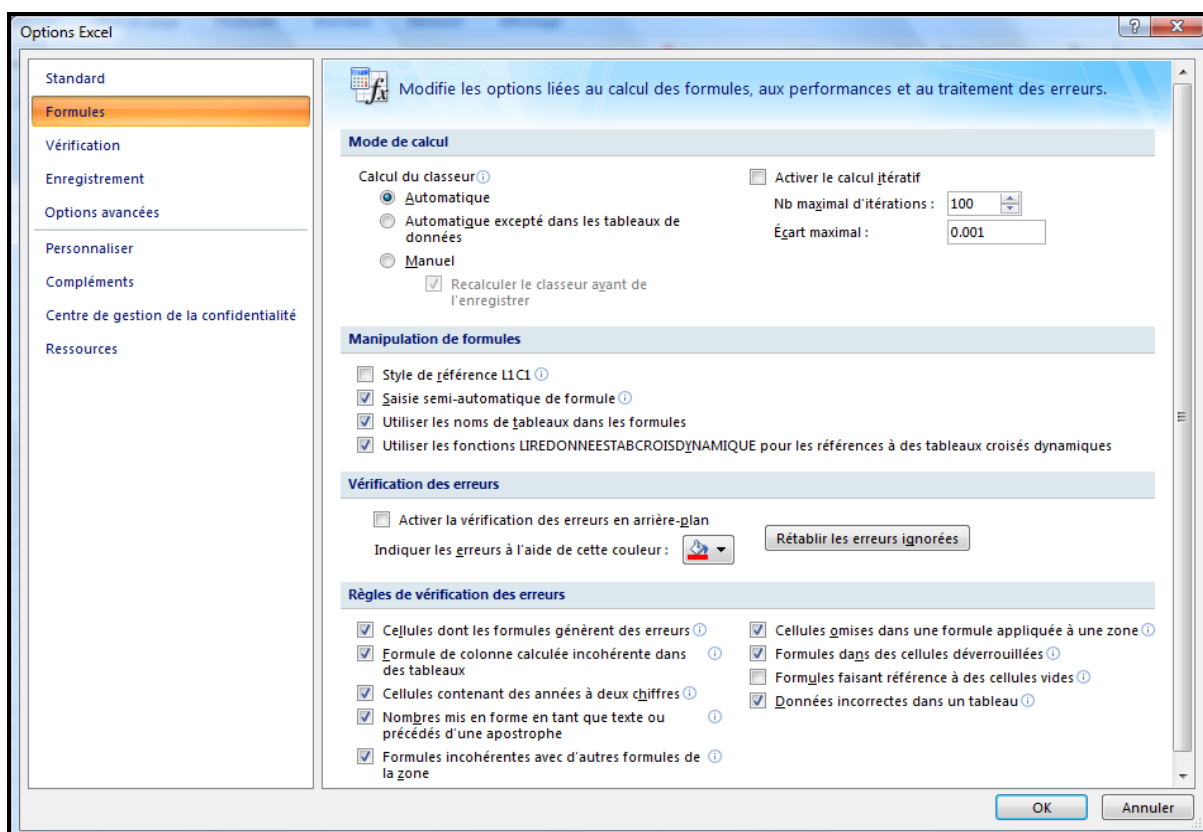 Options Excel
Standard
Formules
Vérification
Enregistrement
Options avancées
Personnaliser
Compléments
Centre de gestion de la confidentialité
Ressources
Modifie les options liées au calcul des formules, aux performances et au traitement des erreurs.
Mode de calcul
Calcul du classeur
Automatique
Automatique excepté dans les tableaux de
données
Manuel
Recalculer le classeur avant de
l'enregistrer
Activer le calcul itératif
Nb maximal d'itérations : 100
Écart maximal : 0.001
Manipulation de formules
Style de référence L1C1
Saisie semi-automatique de formule
Utiliser les noms de tableaux dans les formules
Utiliser les fonctions LIREDONNEESTABCROISDYNAMIQUE pour les références à des tableaux croisés dynamiques
Vérification des erreurs
Activer la vérification des erreurs en arrière-plan
Indiquer les erreurs à l'aide de cette couleur :
Rétablir les erreurs ignorées
Règles de vérification des erreurs
Cellules dont les formules génèrent des erreurs
Formule de colonne calculée incohérente dans
des tableaux
Cellules contenant des années à deux chiffres
Nombres mis en forme en tant que texte ou
précédés d'une apostrophe
Formules incohérentes avec d'autres formules de
la zone
Cellules omises dans une formule appliquée à une zone
Formules dans des cellules déverrouillées
Formules faisant référence à des cellules vides
Données incorrectes dans un tableau
OK
Annuler